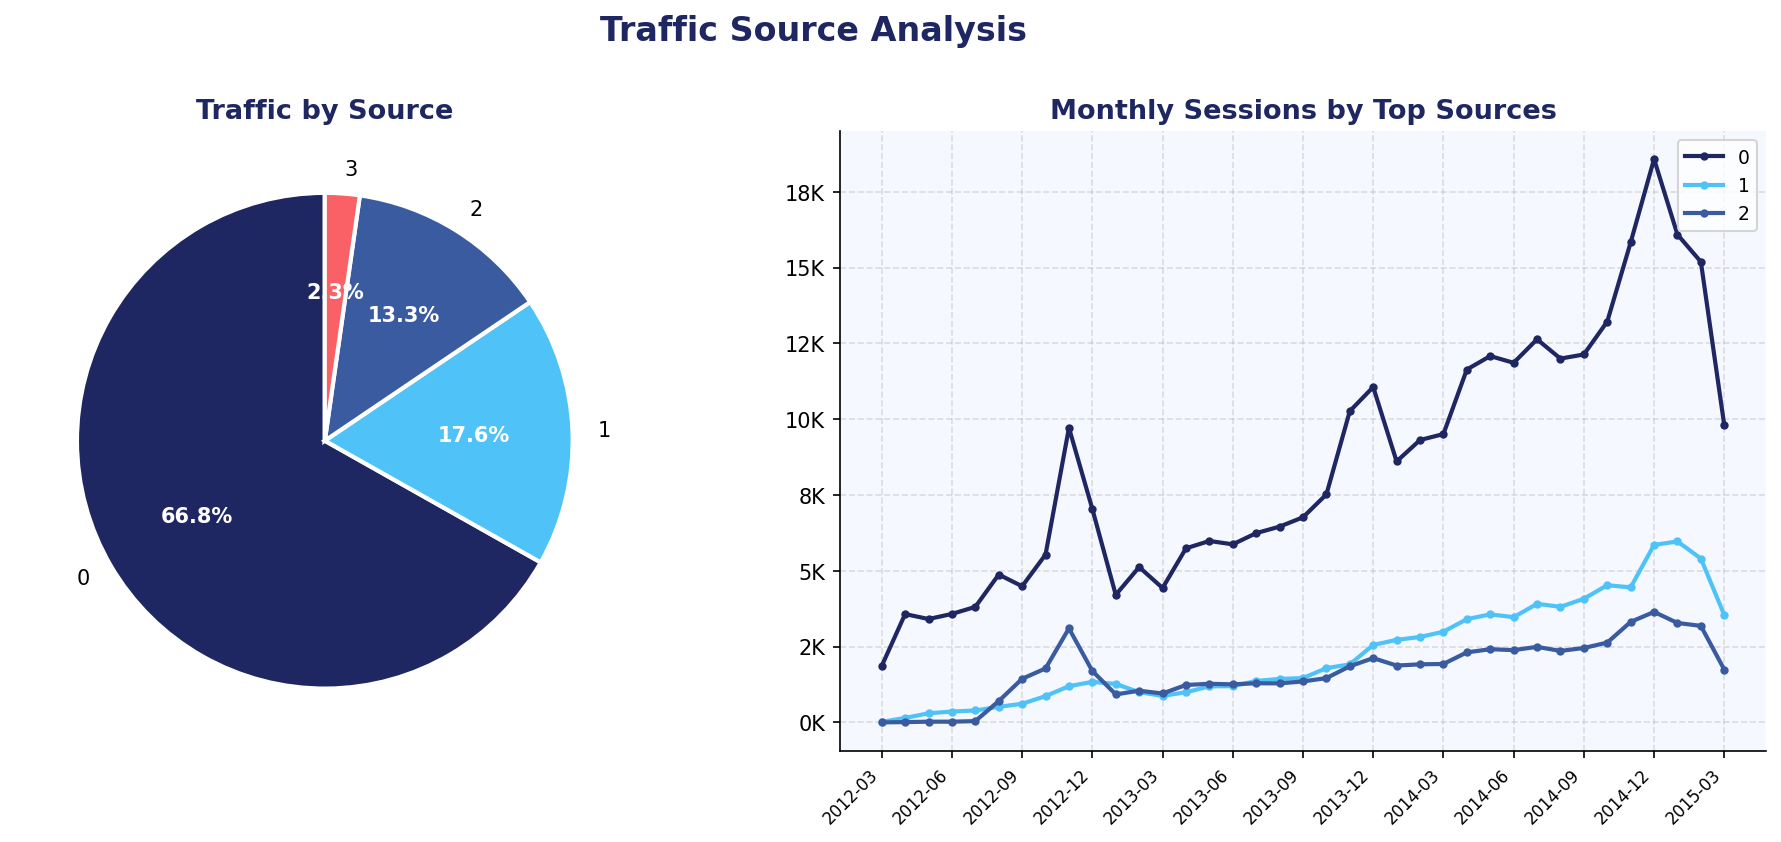 Traffic Source Analysis
Traffic by Source
3
2
2.3%
13.3%
17.6%
1
66.8%
0
Monthly Sessions by Top Sources
0
1
2
18K
15K
12K
10K
8K
5K
2K
0K
2012-03
2012-06
2012-09
2012-12
2013-03
2013-06
2013-09
2013-12
2014-03
2014-06
2014-09
2014-12
2015-03